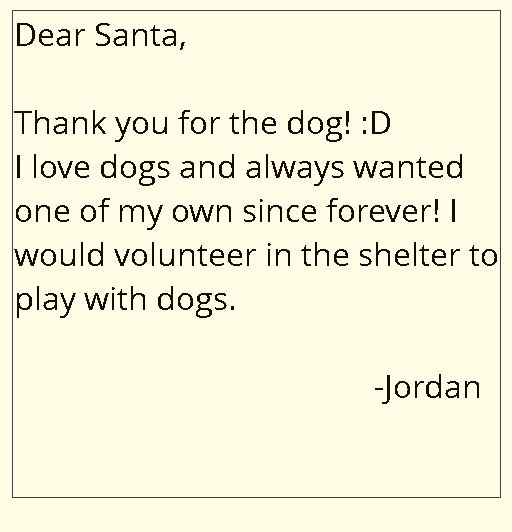 Dear Santa,
Thank you for the dog! :D
I love dogs and always wanted
one of my own since forever! I
would volunteer in the shelter to
play with dogs.
-Jordan